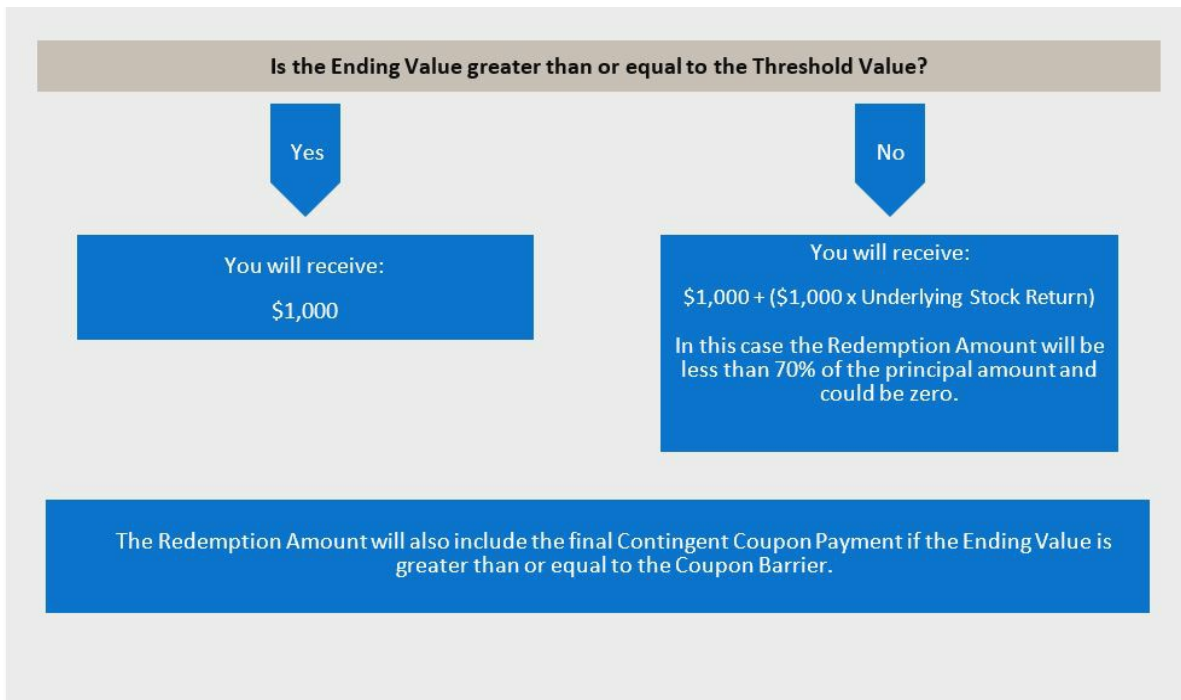 Is the Ending Value greater than or equal to the Threshold Value?
Yes
No
You will receive:
$1,000
You will receive:
$1,000 + ($1,000 x Underlying Stock Return)
In this case the Redemption Amount will be
less than 70% of the principal amount and
could be zero.
The Redemption Amount will also include the final Contingent Coupon Payment if the Ending Value is
greater than or equal to the Coupon Barrier.